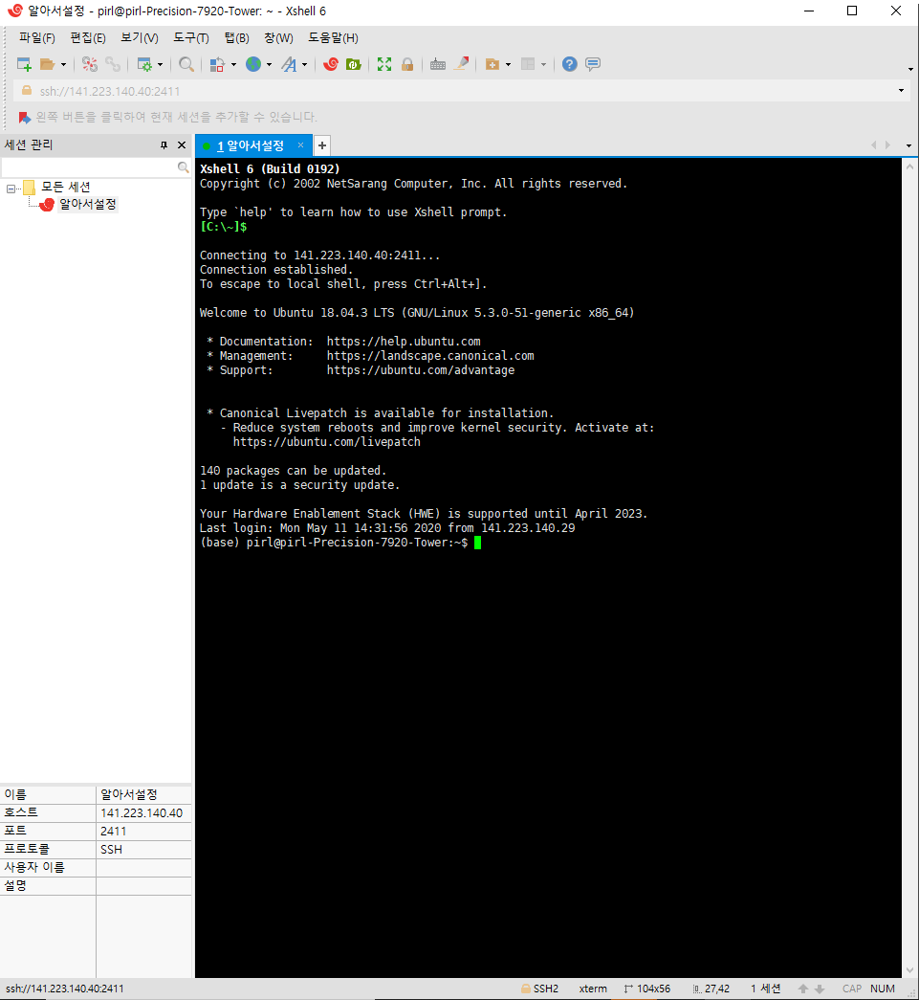 알아서설정 - pirl@pirl-Precision-7920-Tower: ~ - Xshell 6
파일(F) 편집(E) 보기(V) 도구(T) 탭(B) 창(W) 도움말(H)
ssh://141.223.140.40:2411
왼쪽 버튼을 클릭하여 현재 세션을 추가할 수 있습니다.
세션 관리
모든 세션
알아서설정
1 알아서설정
Xshell 6 (Build 0192)
Copyright (c) 2002 NetSarang Computer, Inc. All rights reserved.
Type `help' to learn how to use Xshell prompt.
[C:\~]$
Connecting to 141.223.140.40:2411...
Connection established.
To escape to local shell, press Ctrl+Alt+].
Welcome to Ubuntu 18.04.3 LTS (GNU/Linux 5.3.0-51-generic x86_64)
* Documentation:  https://help.ubuntu.com
* Management:     https://landscape.canonical.com
* Support:        https://ubuntu.com/advantage
* Canonical Livepatch is available for installation.
- Reduce system reboots and improve kernel security. Activate at:
https://ubuntu.com/livepatch
140 packages can be updated.
1 update is a security update.
Your Hardware Enablement Stack (HWE) is supported until April 2023.
Last login: Mon May 11 14:31:56 2020 from 141.223.140.29
(base) pirl@pirl-Precision-7920-Tower:~$
이름 알아서설정
호스트 141.223.140.40
포트 2411
프로토콜 SSH
사용자 이름
설명
ssh://141.223.140.40:2411 SSH2 xterm 104x56 27,42 1 세션 CAP NUM